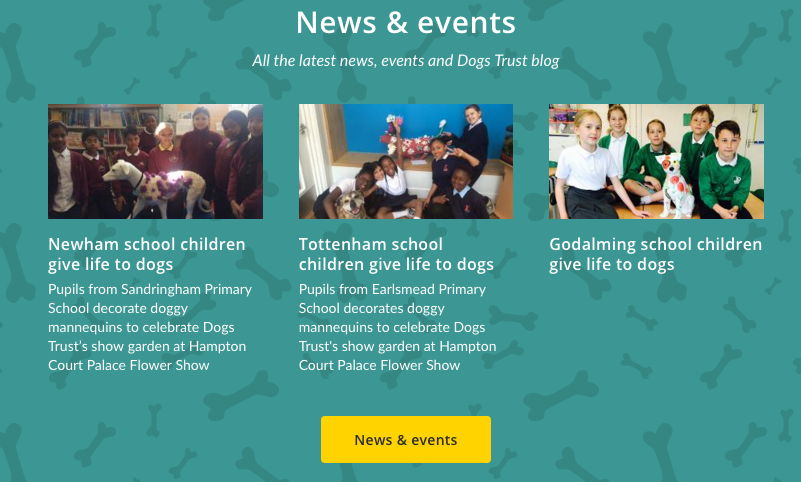 News & events
All the latest news, events and Dogs Trust blog
Newham school children
give life to dogs
Pupils from Sandringham Primary
School decorate doggy
mannequins to celebrate Dogs
Trust's show garden at Hampton
Court Palace Flower Show
Tottenham school
children give life to dogs
Pupils from Earlsmead Primary
School decorates doggy
mannequins to celebrate Dogs
Trust's show garden at Hampton
Court Palace Flower Show
Godalming school children
give life to dogs
News & events